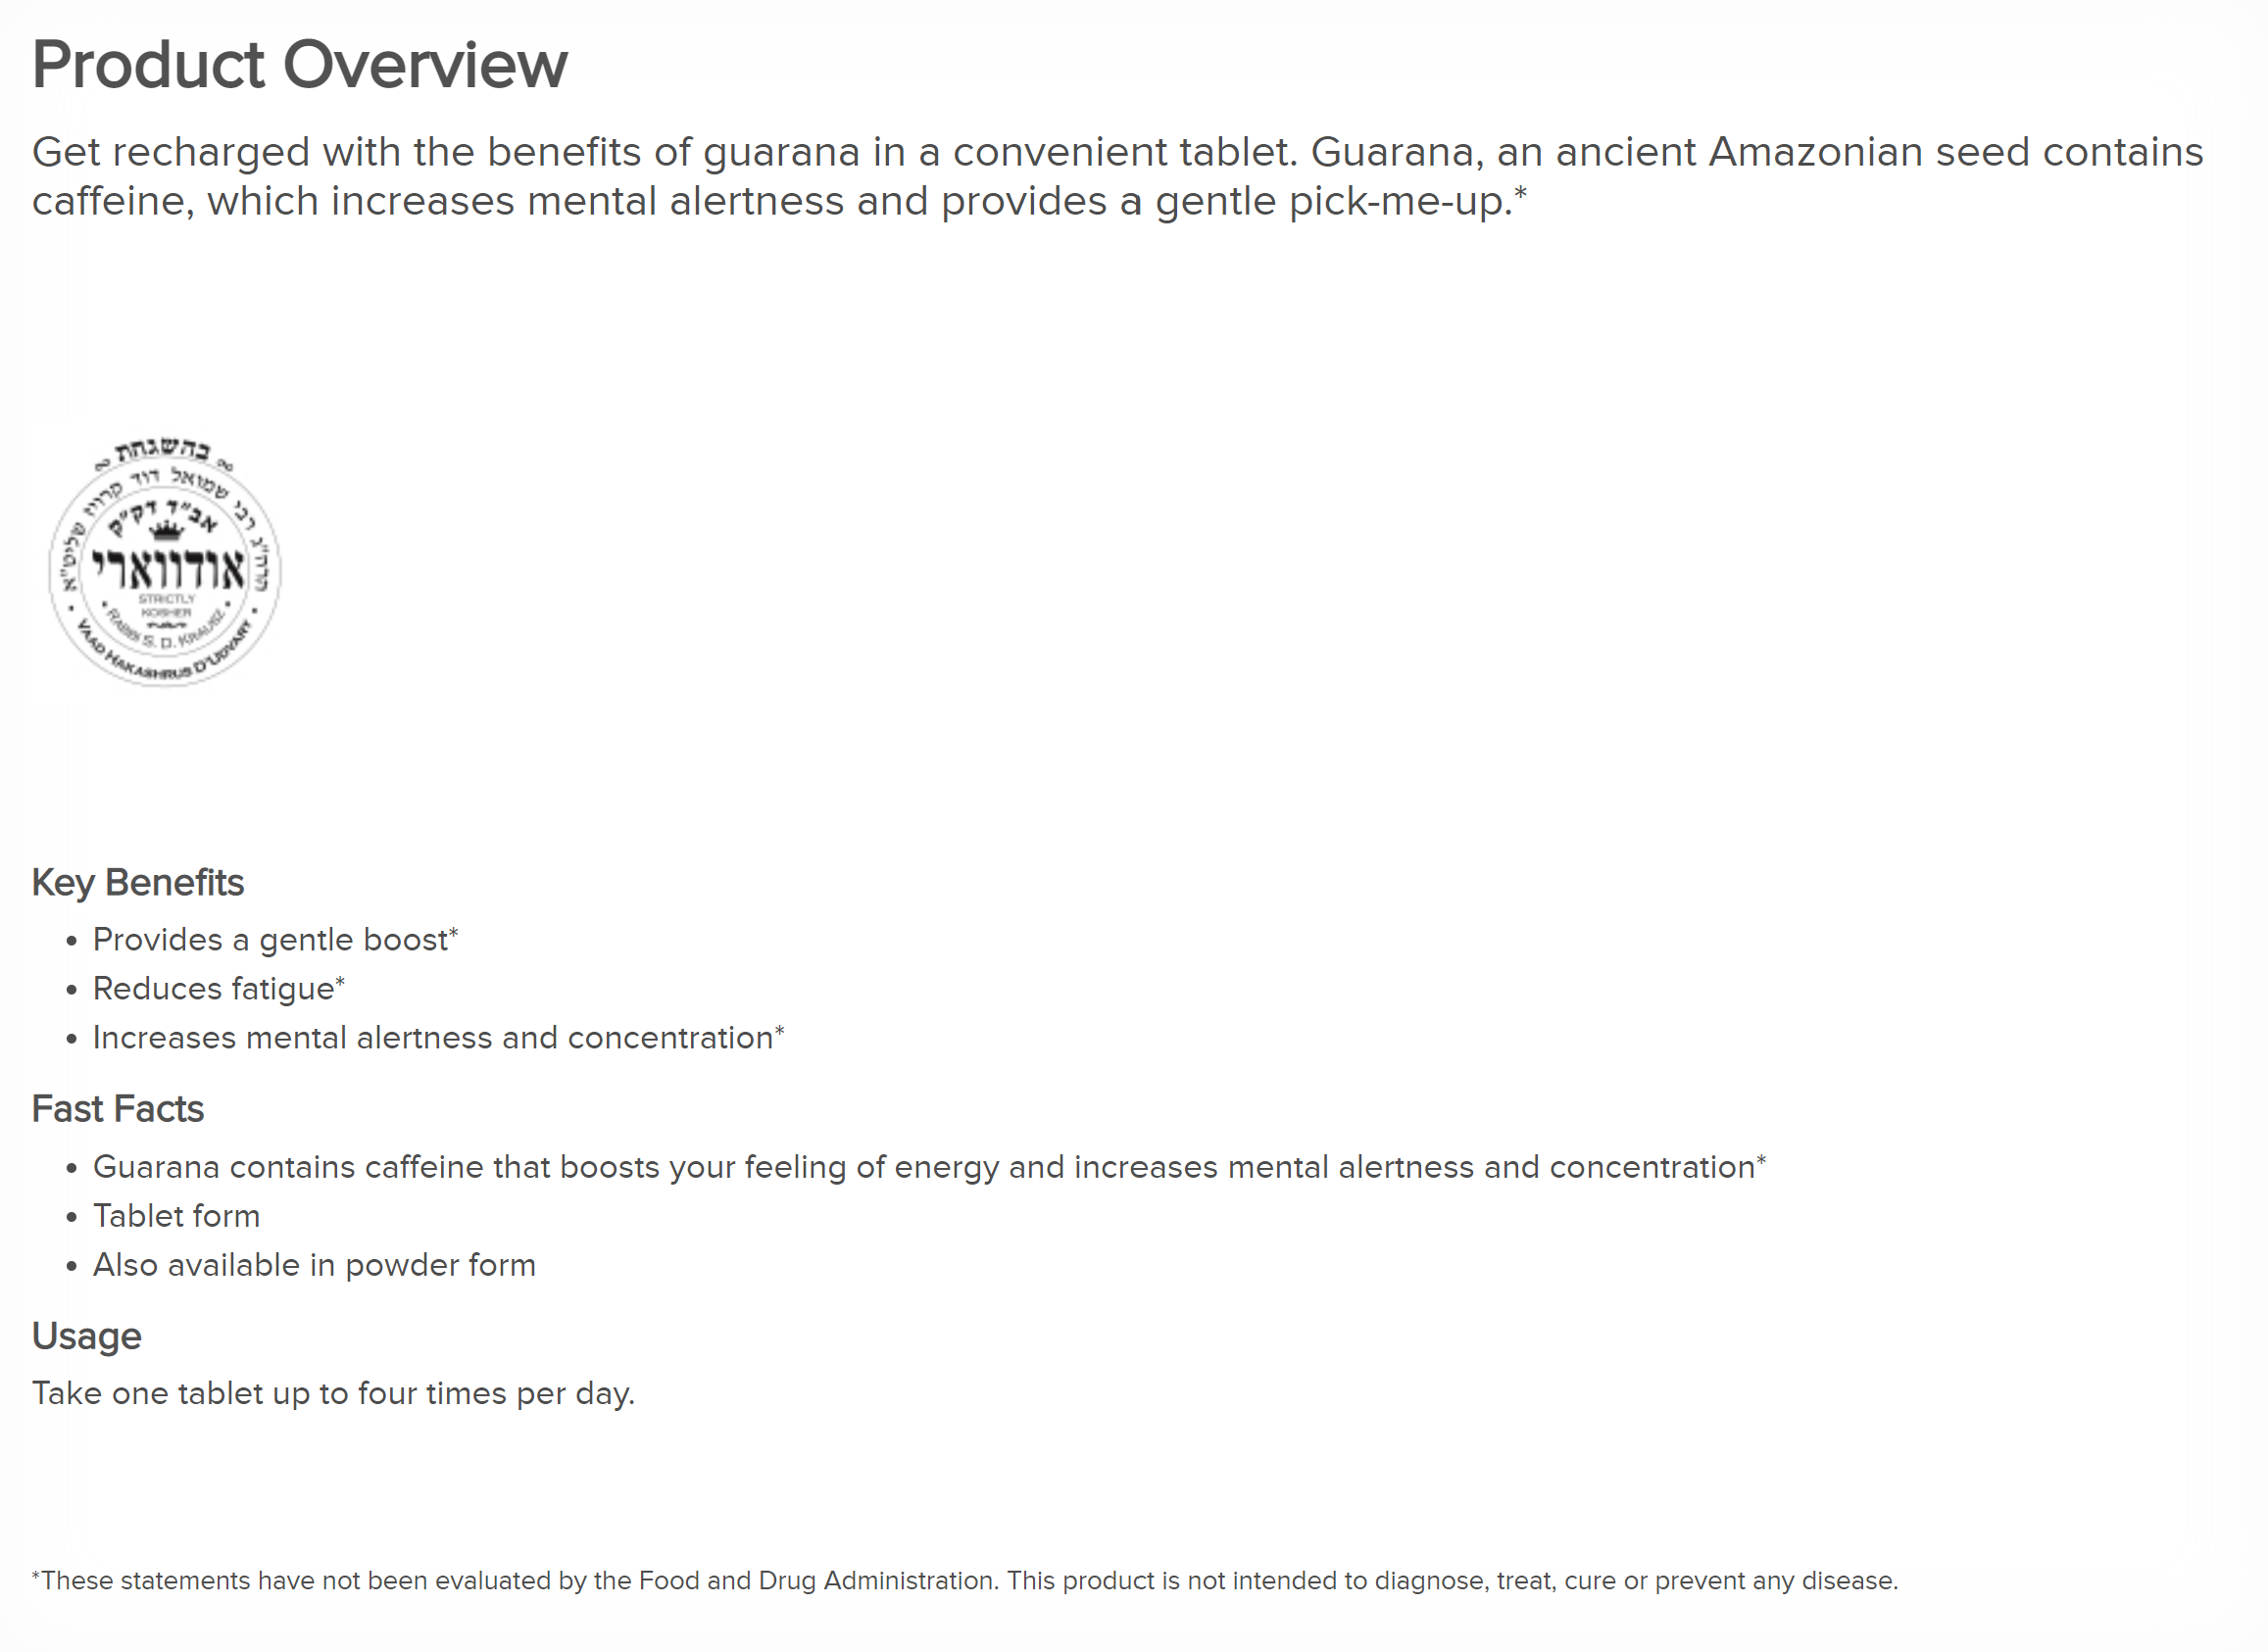 Product Overview
Get recharged with the benefits of guarana in a convenient tablet. Guarana, an ancient Amazonian seed contains
caffeine, which increases mental alertness and provides a gentle pick-me-up.*
בהשגחת
הרה"ג רבי שמואל דוד קרויז שליט"א
אב"ד דק"ק
אודווארי
STRICTLY
KOSHER
RABBI S. D. KRAUSZ
VAAD HAKASHRUS D'UDVARY
Key Benefits
• Provides a gentle boost*
• Reduces fatigue*
• Increases mental alertness and concentration*
Fast Facts
• Guarana contains caffeine that boosts your feeling of energy and increases mental alertness and concentration*
• Tablet form
• Also available in powder form
Usage
Take one tablet up to four times per day.
*These statements have not been evaluated by the Food and Drug Administration. This product is not intended to diagnose, treat, cure or prevent any disease.